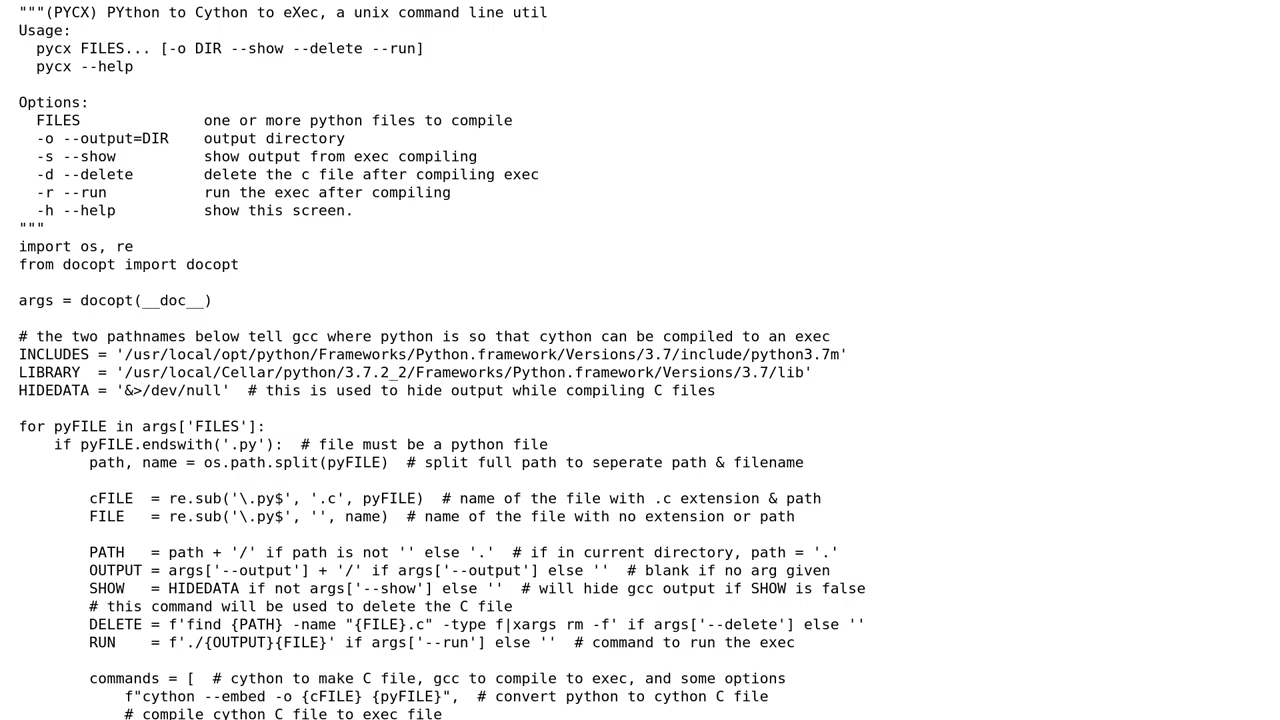 """(PYCX) PYthon to Cython to eXec, a unix command line util
Usage:
  pycx FILES... [-o DIR --show --delete --run]
  pycx --help

Options:
  FILES              one or more python files to compile
  -o --output=DIR    output directory
  -s --show          show output from exec compiling
  -d --delete        delete the c file after compiling exec
  -r --run           run the exec after compiling
  -h --help          show this screen.
"""
import os, re
from docopt import docopt

args = docopt(__doc__)

# the two pathnames below tell gcc where python is so that cython can be compiled to an exec
INCLUDES = '/usr/local/opt/python/Frameworks/Python.framework/Versions/3.7/include/python3.7m'
LIBRARY  = '/usr/local/Cellar/python/3.7.2_2/Frameworks/Python.framework/Versions/3.7/lib'
HIDEDATA = '&>/dev/null'  # this is used to hide output while compiling C files

for pyFILE in args['FILES']:
    if pyFILE.endswith('.py'):  # file must be a python file
        path, name = os.path.split(pyFILE)  # split full path to seperate path & filename

        cFILE  = re.sub('\.py$', '.c', pyFILE)  # name of the file with .c extension & path
        FILE   = re.sub('\.py$', '', name)  # name of the file with no extension or path

        PATH   = path + '/' if path is not '' else '.'  # if in current directory, path = '.'
        OUTPUT = args['--output'] + '/' if args['--output'] else ''  # blank if no arg given
        SHOW   = HIDEDATA if not args['--show'] else ''  # will hide gcc output if SHOW is false
        # this command will be used to delete the C file
        DELETE = f'find {PATH} -name "{FILE}.c" -type f|xargs rm -f' if args['--delete'] else ''
        RUN    = f'./{OUTPUT}{FILE}' if args['--run'] else ''  # command to run the exec

        commands = [  # cython to make C file, gcc to compile to exec, and some options
            f"cython --embed -o {cFILE} {pyFILE}",  # convert python to cython C file
            # compile cython C file to exec file